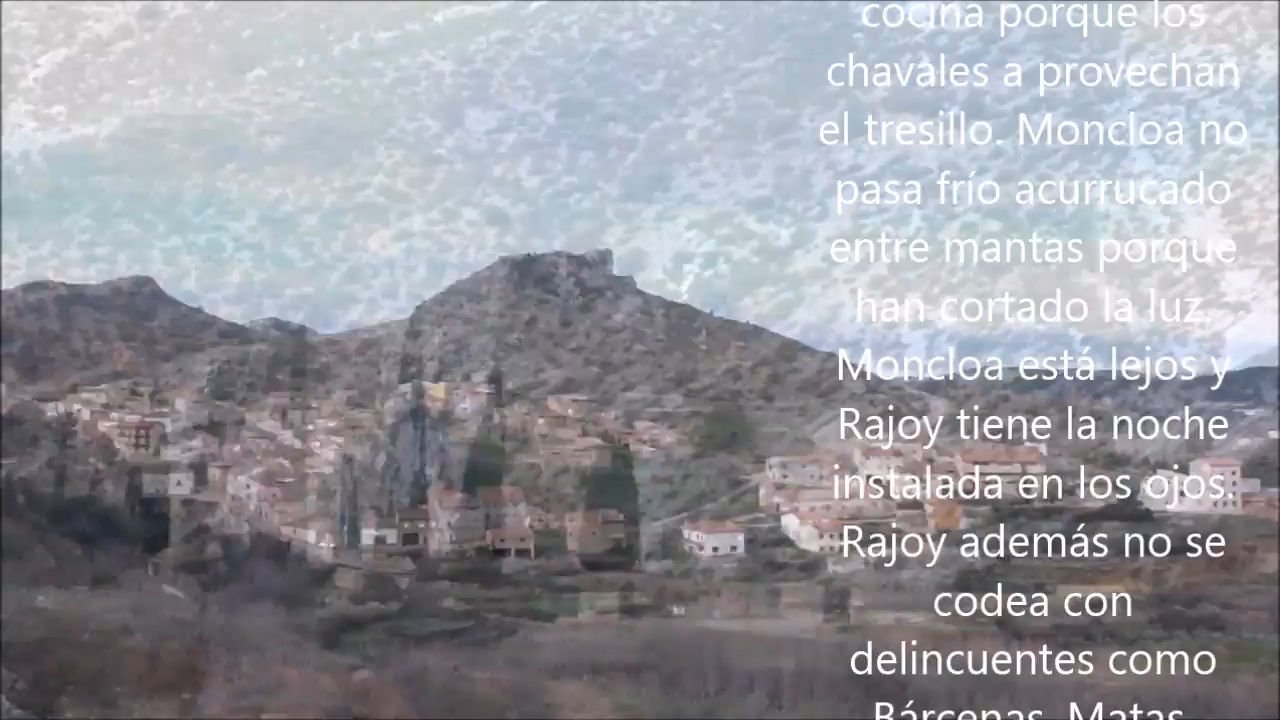 cocina porque los
chavales a provechan
el tresillo. Moncloa no
pasa frío acurrucado
entre mantas porque
han cortado la luz.
Moncloa está lejos y
Rajoy tiene la noche
instalada en los ojos.
Rajoy además no se
codea con
delincuentes como
Bárcenas, Matas,